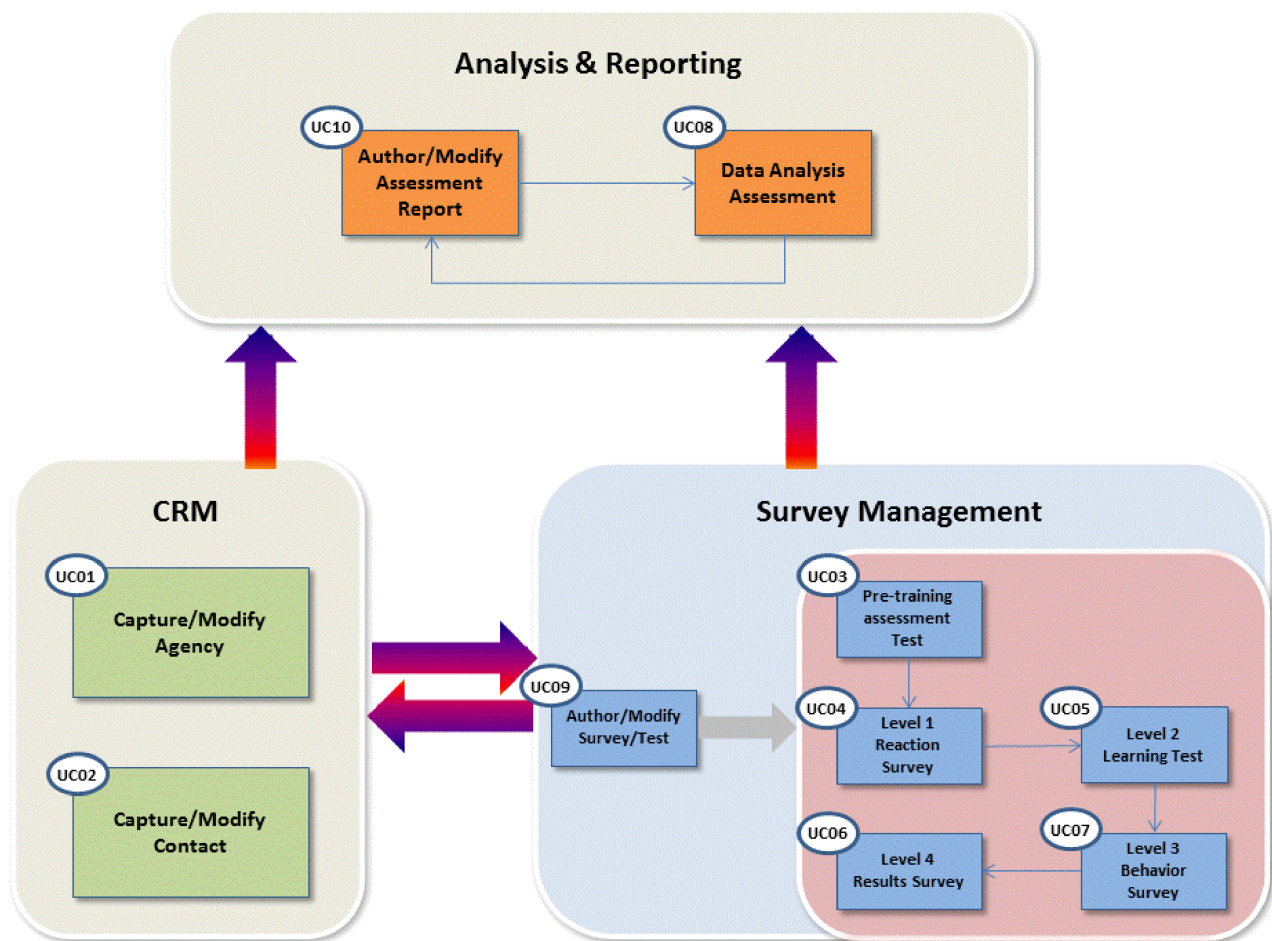 Analysis & Reporting
UC10
Author/Modify
Assessment
Report
UC08
Data Analysis
Assessment
CRM
UC01
Capture/Modify
Agency
UC02
Capture/Modify
Contact
Survey Management
UC09
Author/Modify
Survey/Test
UC03
Pre-training
assessment
Test
UC04
Level 1
Reaction
Survey
UC05
Level 2
Learning Test
UC06
Level 4
Results Survey
UC07
Level 3
Behavior
Survey